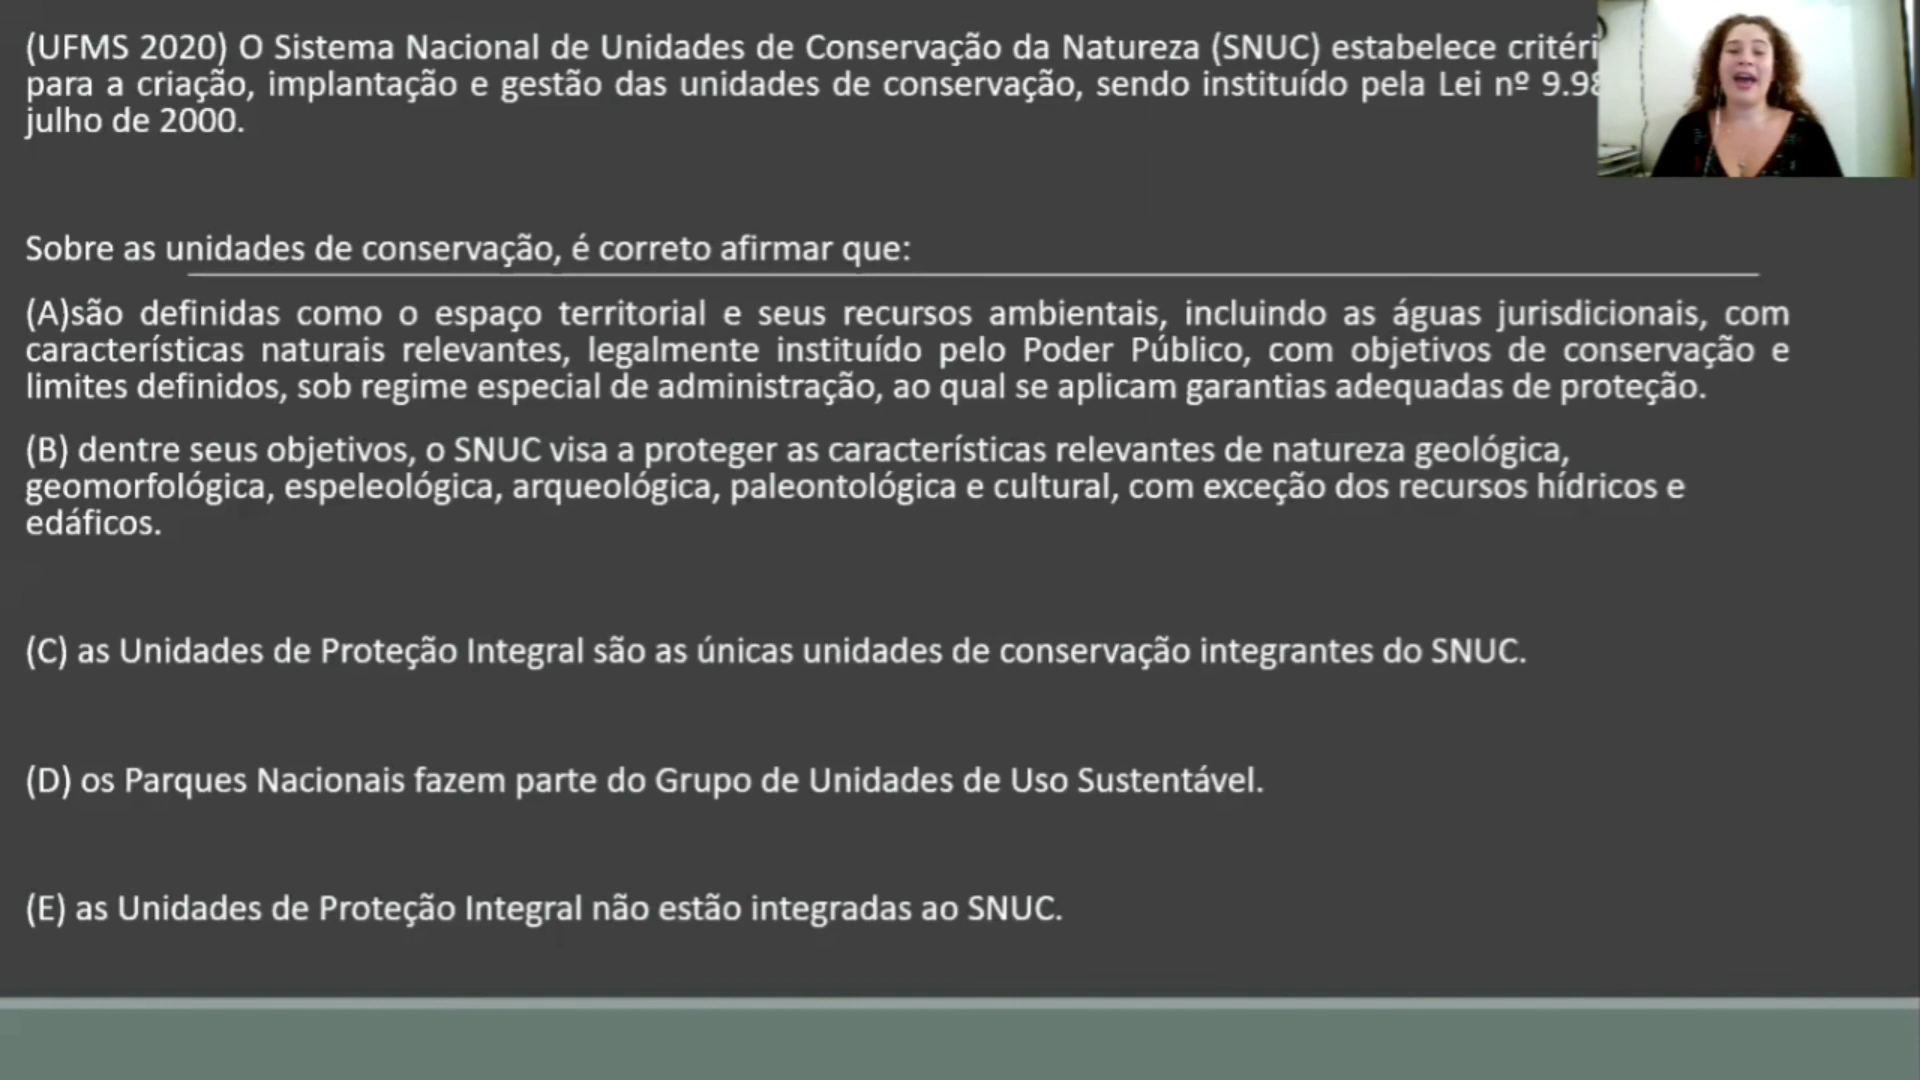 (UFMS 2020) O Sistema Nacional de Unidades de Conservação da Natureza (SNUC) estabelece
para a criação, implantação e gestão das unidades de conservação, sendo instituído pela Lei nº
julho de 2000.
Sobre as unidades de conservação, é correto afirmar que:
(A)são definidas como o espaço territorial e seus recursos ambientais, incluindo as águas jurisdicionais, com
características naturais relevantes, legalmente instituído pelo Poder Público, com objetivos de conservação e
limites definidos, sob regime especial de administração, ao qual se aplicam garantias adequadas de proteção.
(B) dentre seus objetivos, o SNUC visa a proteger as características relevantes de natureza geológica,
geomorfológica, espeleológica, arqueológica, paleontológica e cultural, com exceção dos recursos hídricos e
edáficos.
(C) as Unidades de Proteção Integral são as únicas unidades de conservação integrantes do SNUC.
(D) os Parques Nacionais fazem parte do Grupo de Unidades de Uso Sustentável.
(E) as Unidades de Proteção Integral não estão integradas ao SNUC.